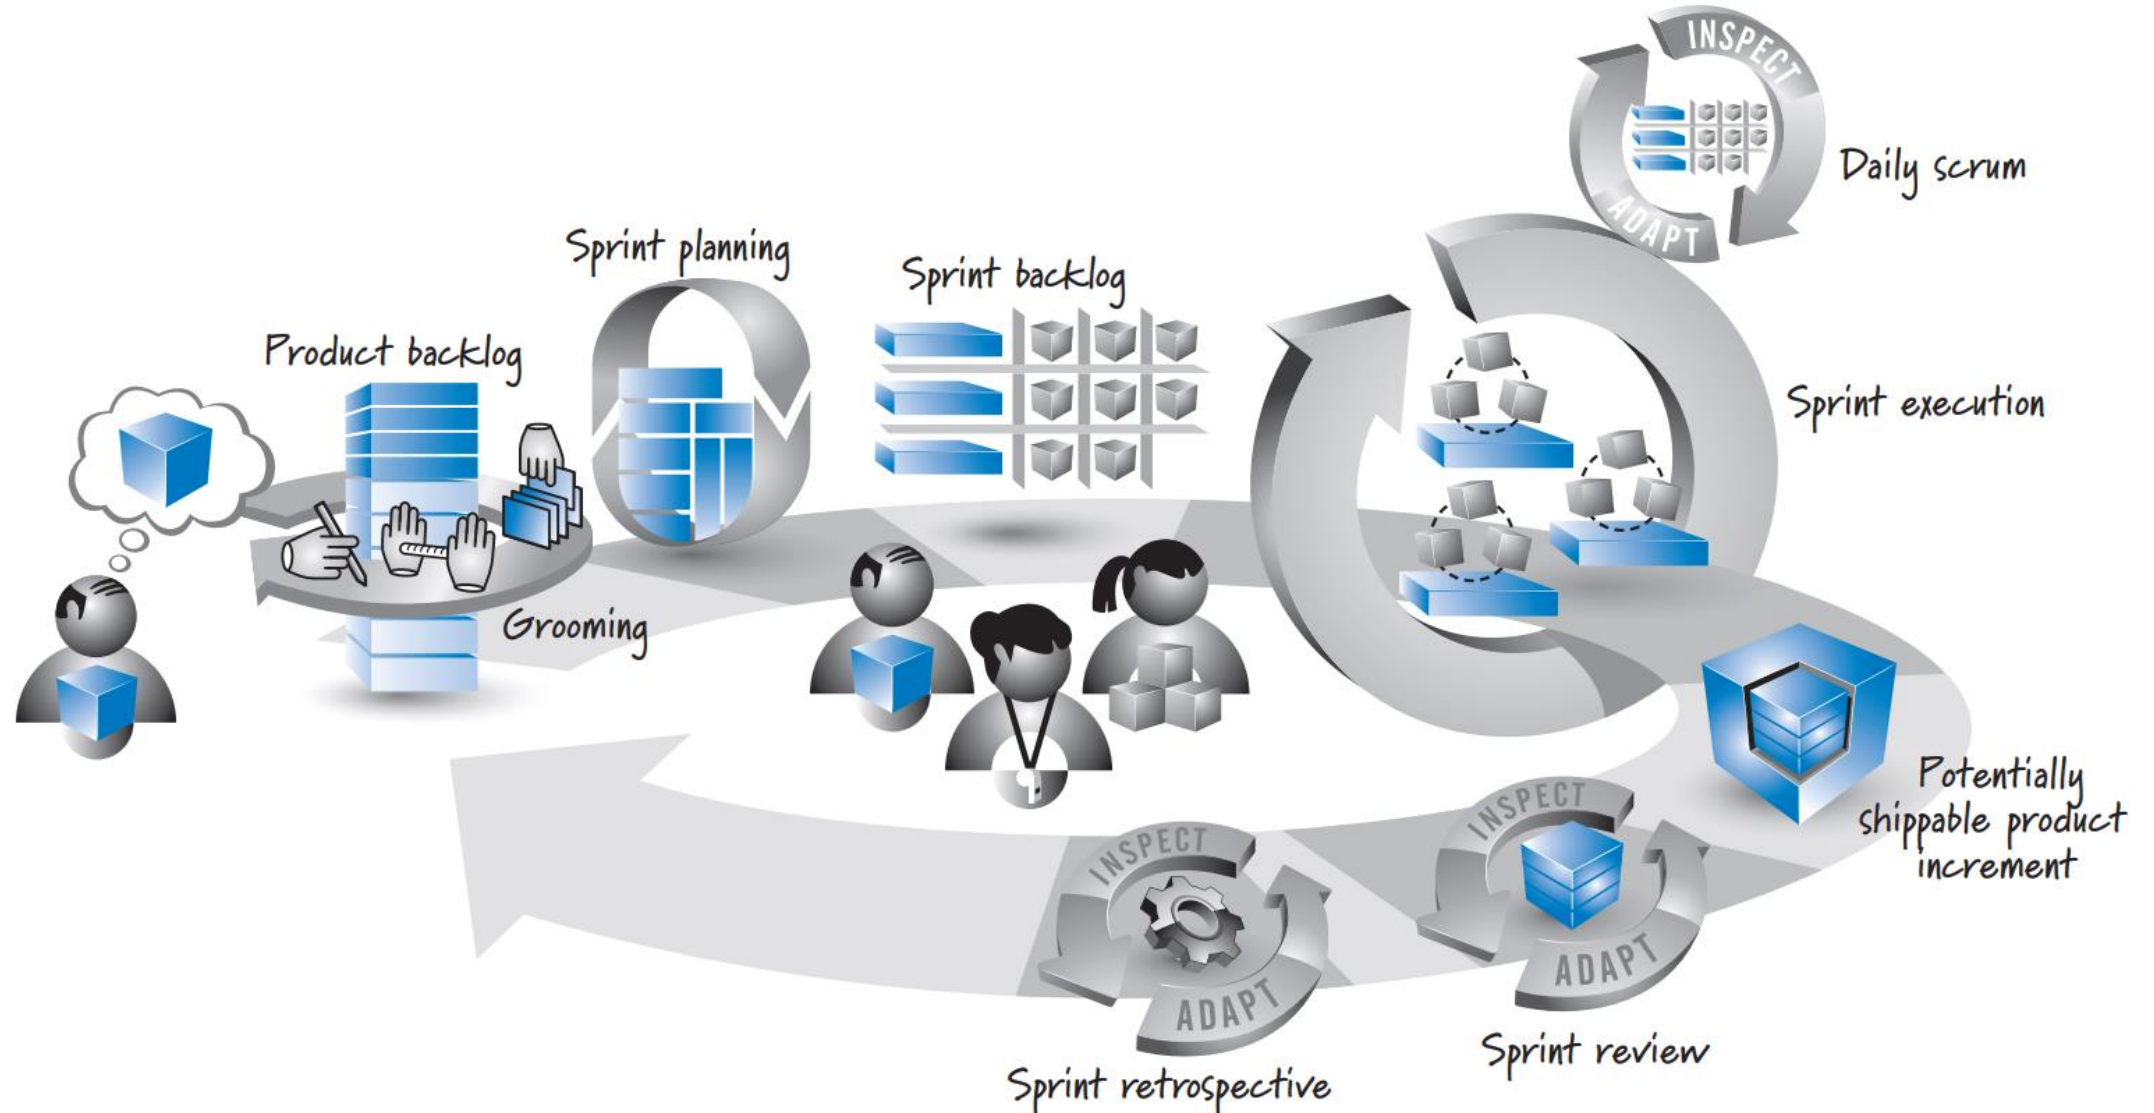 INSPECT
ADAPT
Daily scrum
Sprint planning
Sprint backlog
Product backlog
Sprint execution
Grooming
Potentially
shippable product
increment
INSPECT
ADAPT
Sprint review
INSPECT
ADAPT
Sprint retrospective